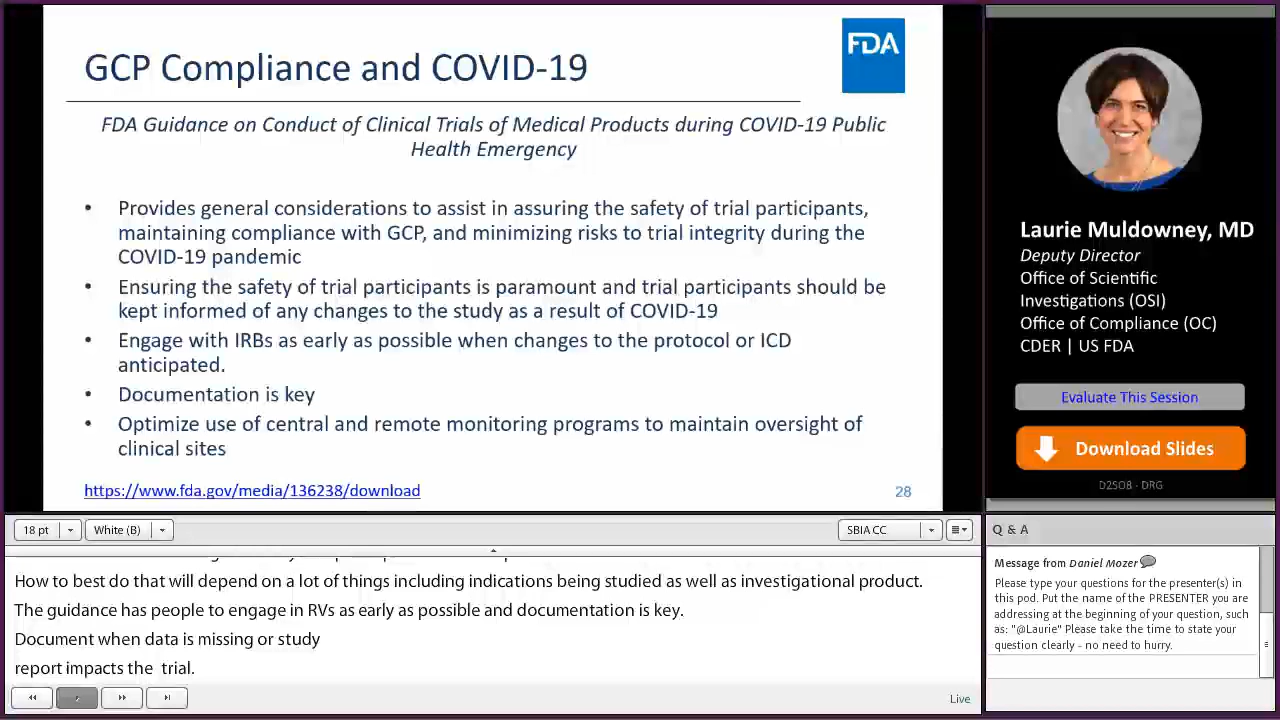 GCP Compliance and COVID-19
FDA
FDA Guidance on Conduct of Clinical Trials of Medical Products during COVID-19 Public
Health Emergency
• Provides general considerations to assist in assuring the safety of trial participants,
maintaining compliance with GCP, and minimizing risks to trial integrity during the
COVID-19 pandemic
• Ensuring the safety of trial participants is paramount and trial participants should be
kept informed of any changes to the study as a result of COVID-19
• Engage with IRBs as early as possible when changes to the protocol or ICD
anticipated.
• Documentation is key
• Optimize use of central and remote monitoring programs to maintain oversight of
clinical sites
https://www.fda.gov/media/136238/download
28
Laurie Muldowney, MD
Deputy Director
Office of Scientific
Investigations (OSI)
Office of Compliance (OC)
CDER | US FDA
Evaluate This Session
Download Slides
D2S08 - DRG
18 pt
White (B)
SBIA CC
How to best do that will depend on a lot of things including indications being studied as well as investigational product.
The guidance has people to engage in RVs as early as possible and documentation is key.
Document when data is missing or study
report impacts the trial.
Live
Q & A
Message from Daniel Mozer
Please type your questions for the presenter(s) in
this pod. Put the name of the PRESENTER you are
addressing at the beginning of your question, such
as: "@Laurie" Please take the time to state your
question clearly - no need to hurry.